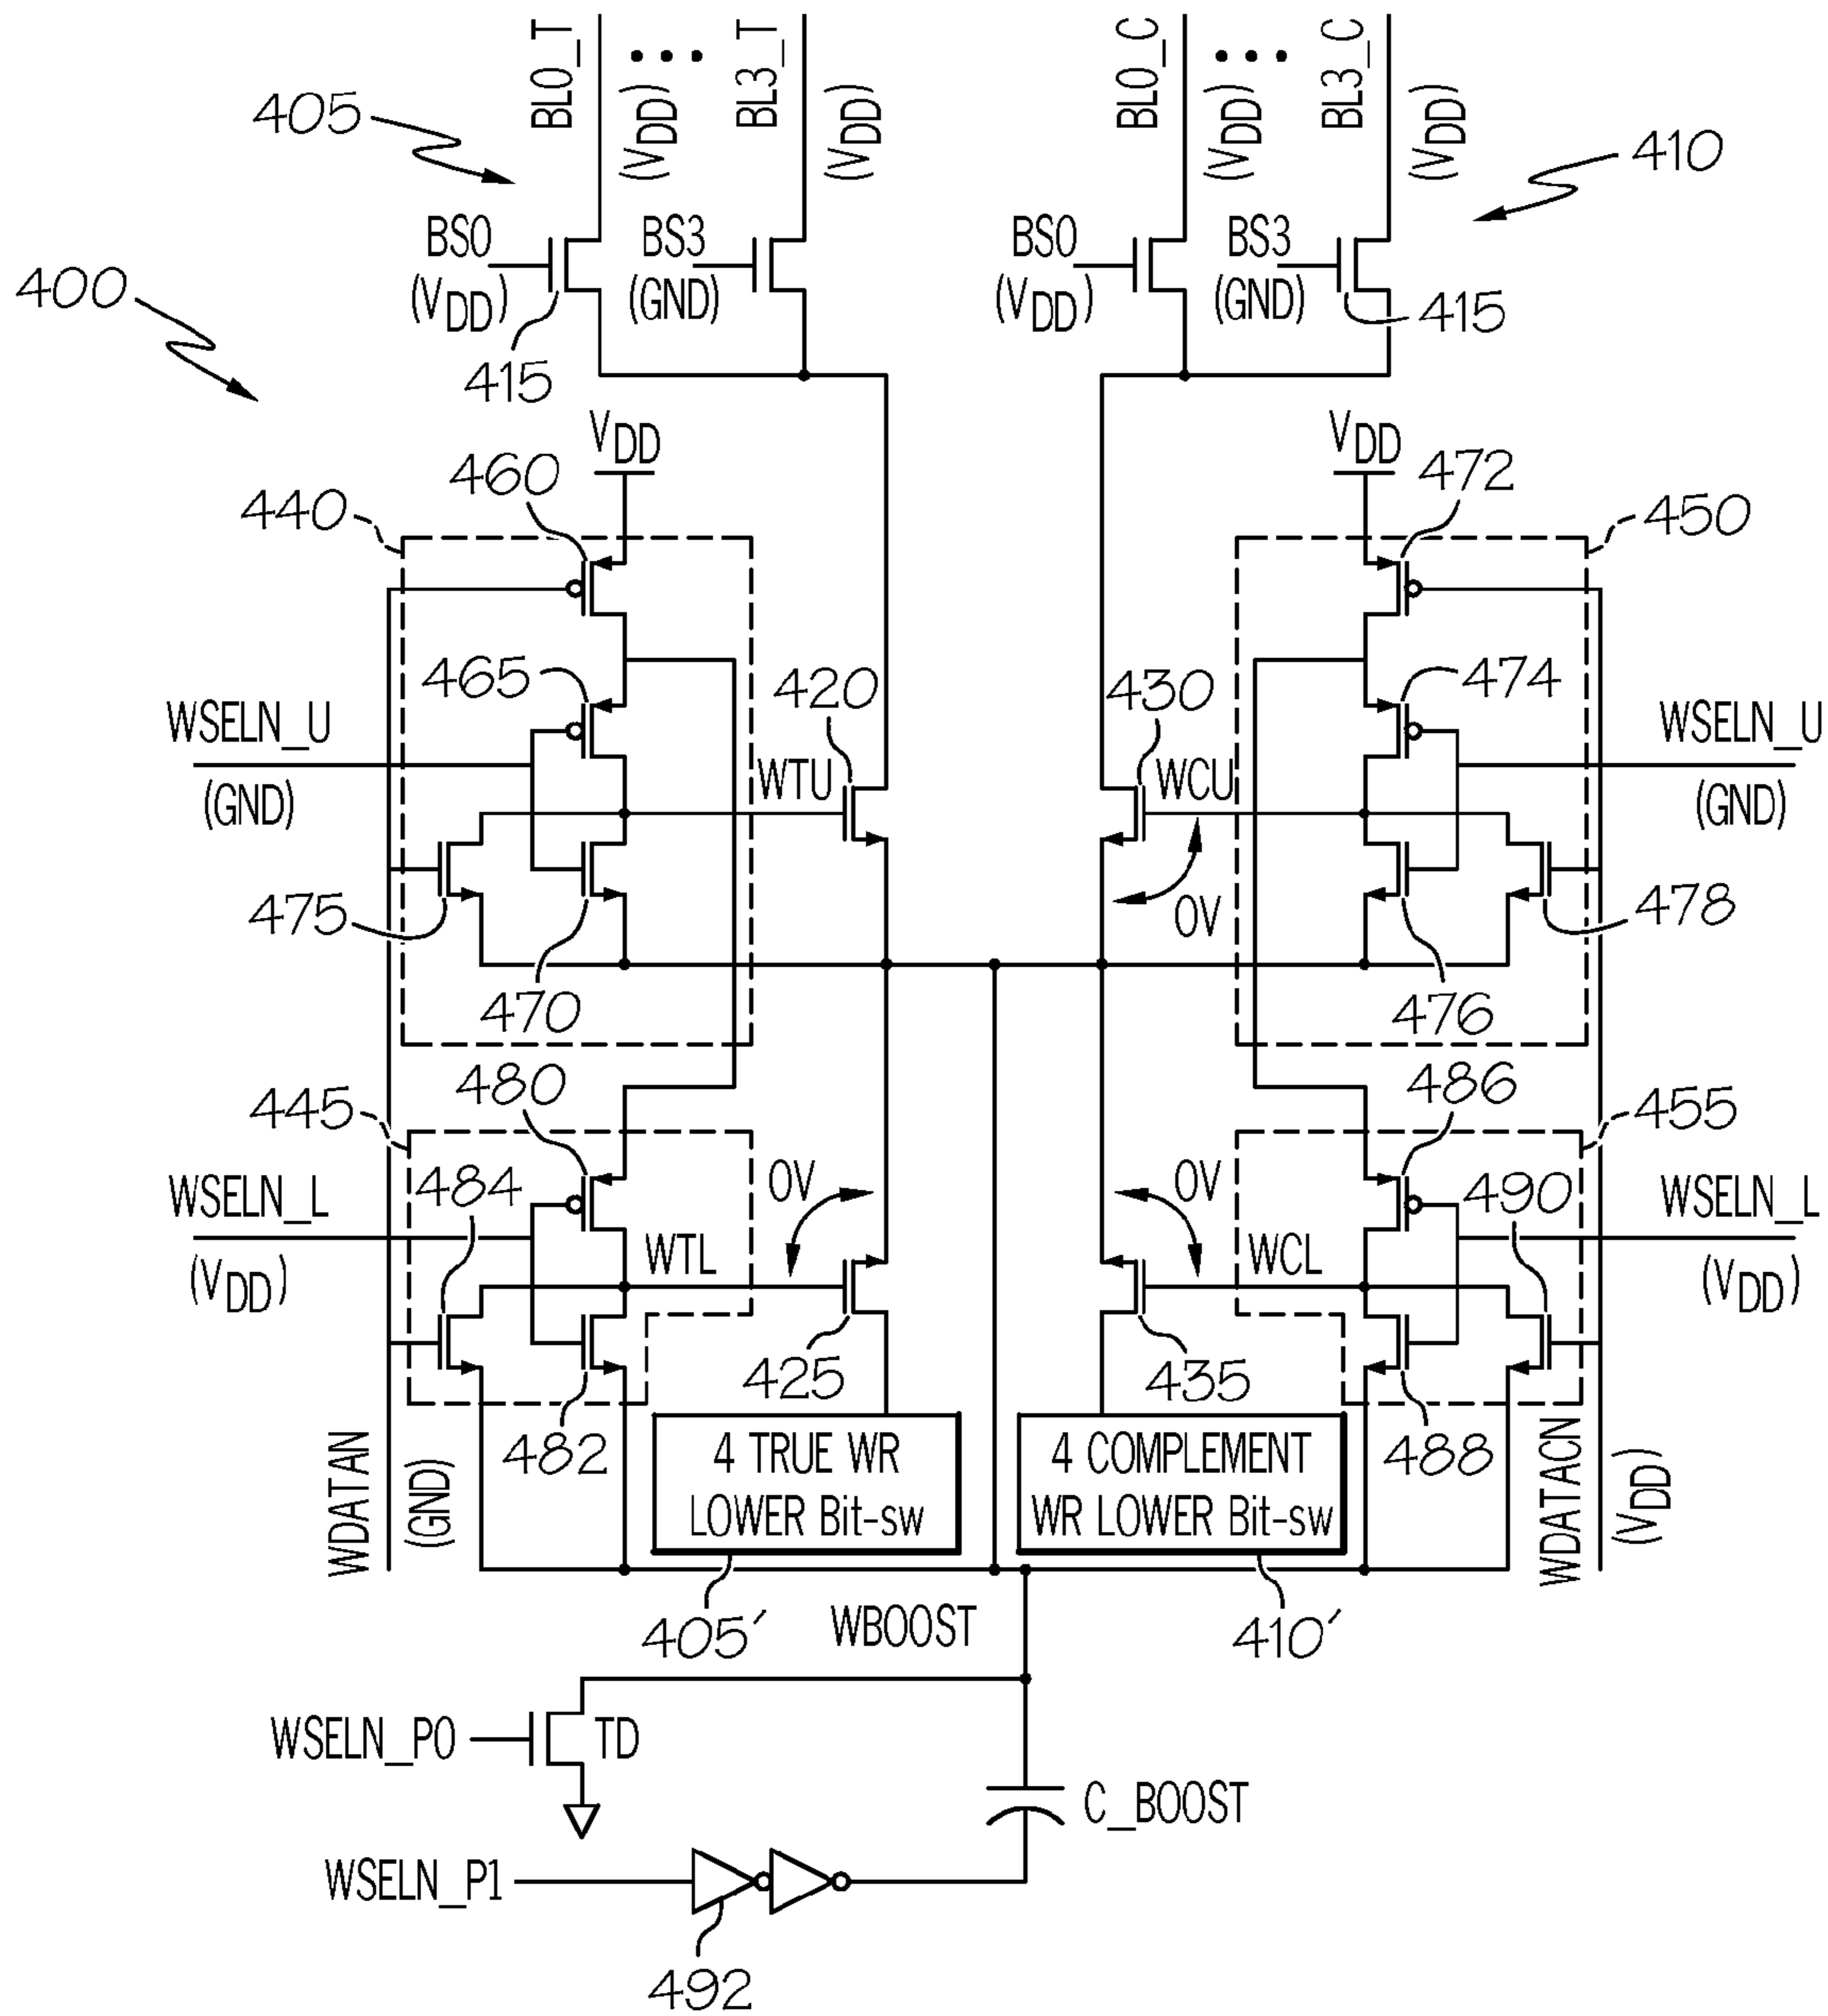 BL0_T
(VDD)
BL3_T
(VDD)
BL0_C
(VDD)
BL3_C
(VDD)
405
410
BS0
(VDD)
BS3
(GND)
BS0
(VDD)
BS3
(GND)
400
415
415
VDD
VDD
460
472
440
450
465
474
420
430
WSELN_U
(GND)
WTU
WCU
WSELN_U
(GND)
0V
475
478
470
476
480
486
445
455
484
490
WSELN_L
(VDD)
0V
0V
WSELN_L
(VDD)
WTL
WCL
425
435
482
488
WDATAN
(GND)
4 TRUE WR
LOWER Bit-sw
4 COMPLEMENT
WR LOWER Bit-sw
WDATACN
(VDD)
405'
WBOOST
410'
WSELN_P0
TD
C_BOOST
WSELN_P1
492